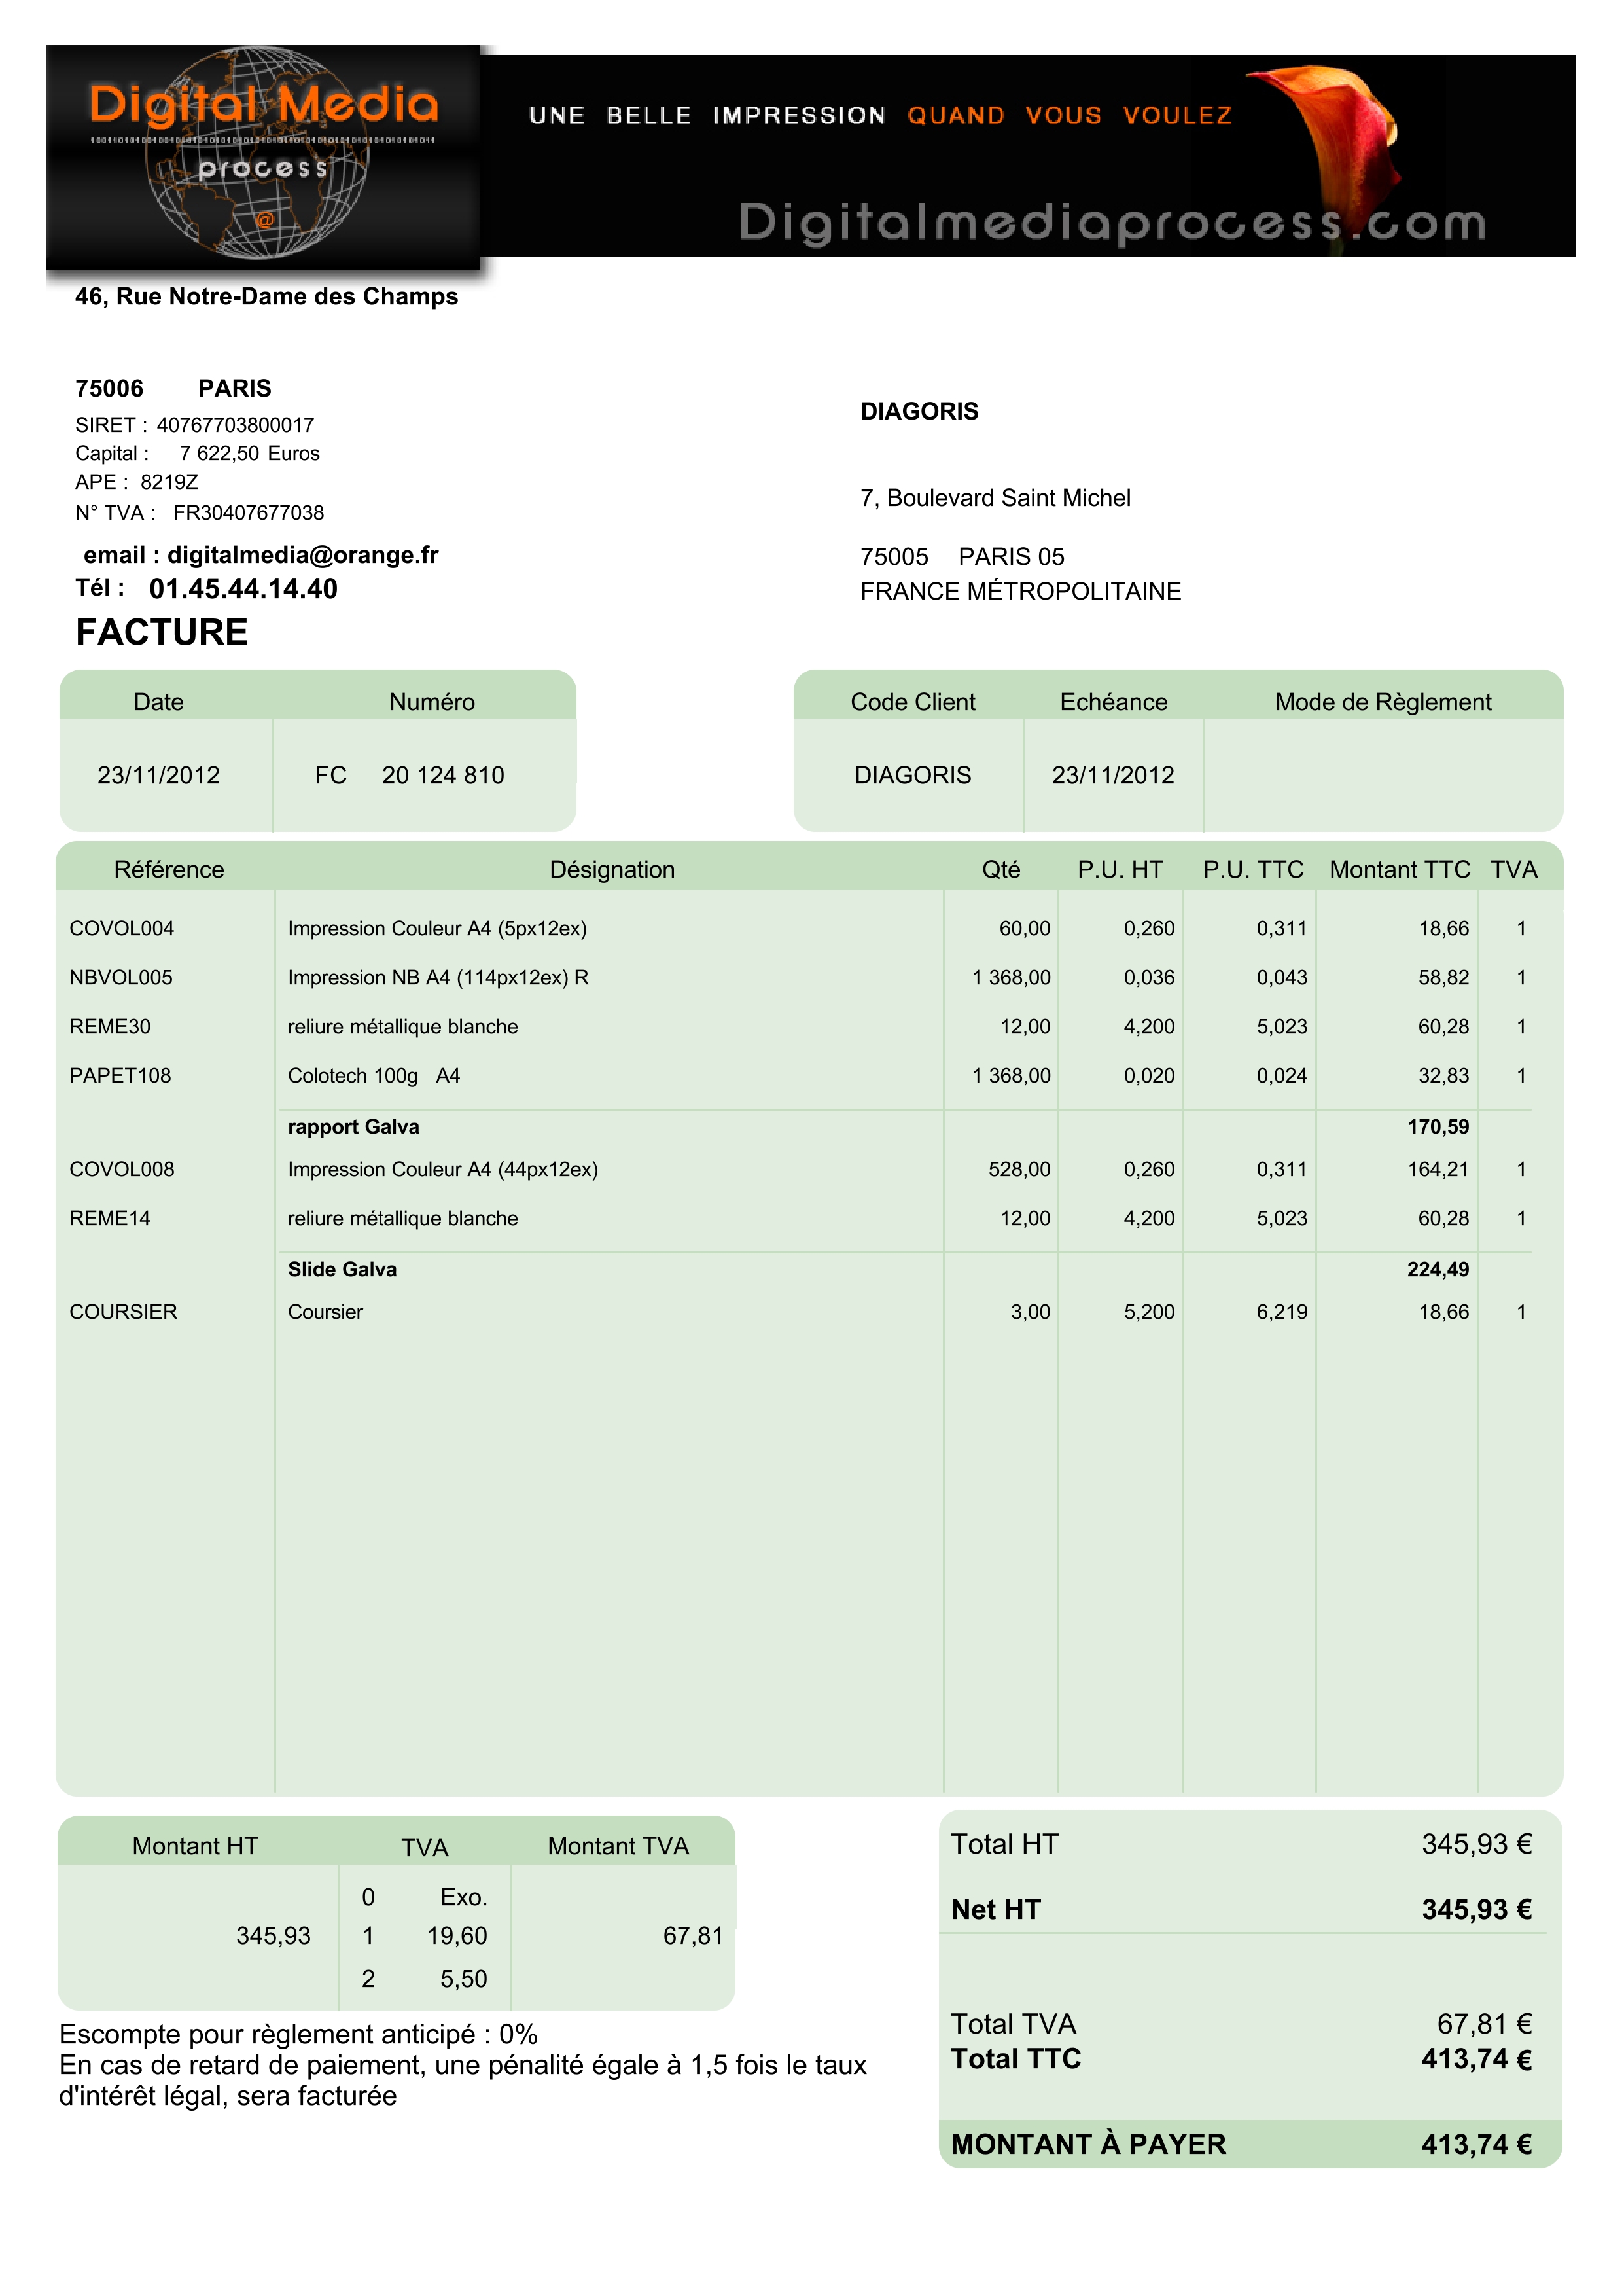 Digital Media
process
@
UNE BELLE IMPRESSION QUAND VOUS VOULEZ
Digitalmediaprocess.com
46, Rue Notre-Dame des Champs
75006 PARIS
SIRET : 40767703800017
Capital : 7 622,50 Euros
APE : 8219Z
N° TVA : FR30407677038
email : digitalmedia@orange.fr
Tél : 01.45.44.14.40
DIAGORIS
7, Boulevard Saint Michel
75005 PARIS 05
FRANCE MÉTROPOLITAINE
FACTURE
Date Numéro
23/11/2012 FC 20 124 810
Code Client Echéance Mode de Règlement
DIAGORIS 23/11/2012
Référence Désignation Qté P.U. HT P.U. TTC Montant TTC TVA
COVOL004 Impression Couleur A4 (5px12ex) 60,00 0,260 0,311 18,66 1
NBVOL005 Impression NB A4 (114px12ex) R 1 368,00 0,036 0,043 58,82 1
REME30 reliure métallique blanche 12,00 4,200 5,023 60,28 1
PAPET108 Colotech 100g A4 1 368,00 0,020 0,024 32,83 1
rapport Galva 170,59
COVOL008 Impression Couleur A4 (44px12ex) 528,00 0,260 0,311 164,21 1
REME14 reliure métallique blanche 12,00 4,200 5,023 60,28 1
Slide Galva 224,49
COURSIER Coursier 3,00 5,200 6,219 18,66 1
Montant HT TVA Montant TVA
0 Exo.
345,93 1 19,60 67,81
2 5,50
Escompte pour règlement anticipé : 0%
En cas de retard de paiement, une pénalité égale à 1,5 fois le taux
d'intérêt légal, sera facturée
Total HT 345,93 €
Net HT 345,93 €
Total TVA 67,81 €
Total TTC 413,74 €
MONTANT À PAYER 413,74 €